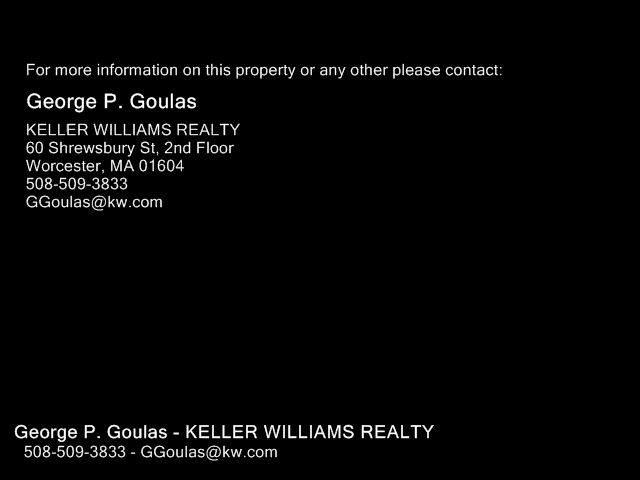 For more information on this property or any other please contact:
George P. Goulas
KELLER WILLIAMS REALTY
60 Shrewsbury St, 2nd Floor
Worcester, MA 01604
508-509-3833
GGoulas@kw.com
George P. Goulas - KELLER WILLIAMS REALTY
508-509-3833 - GGoulas@kw.com